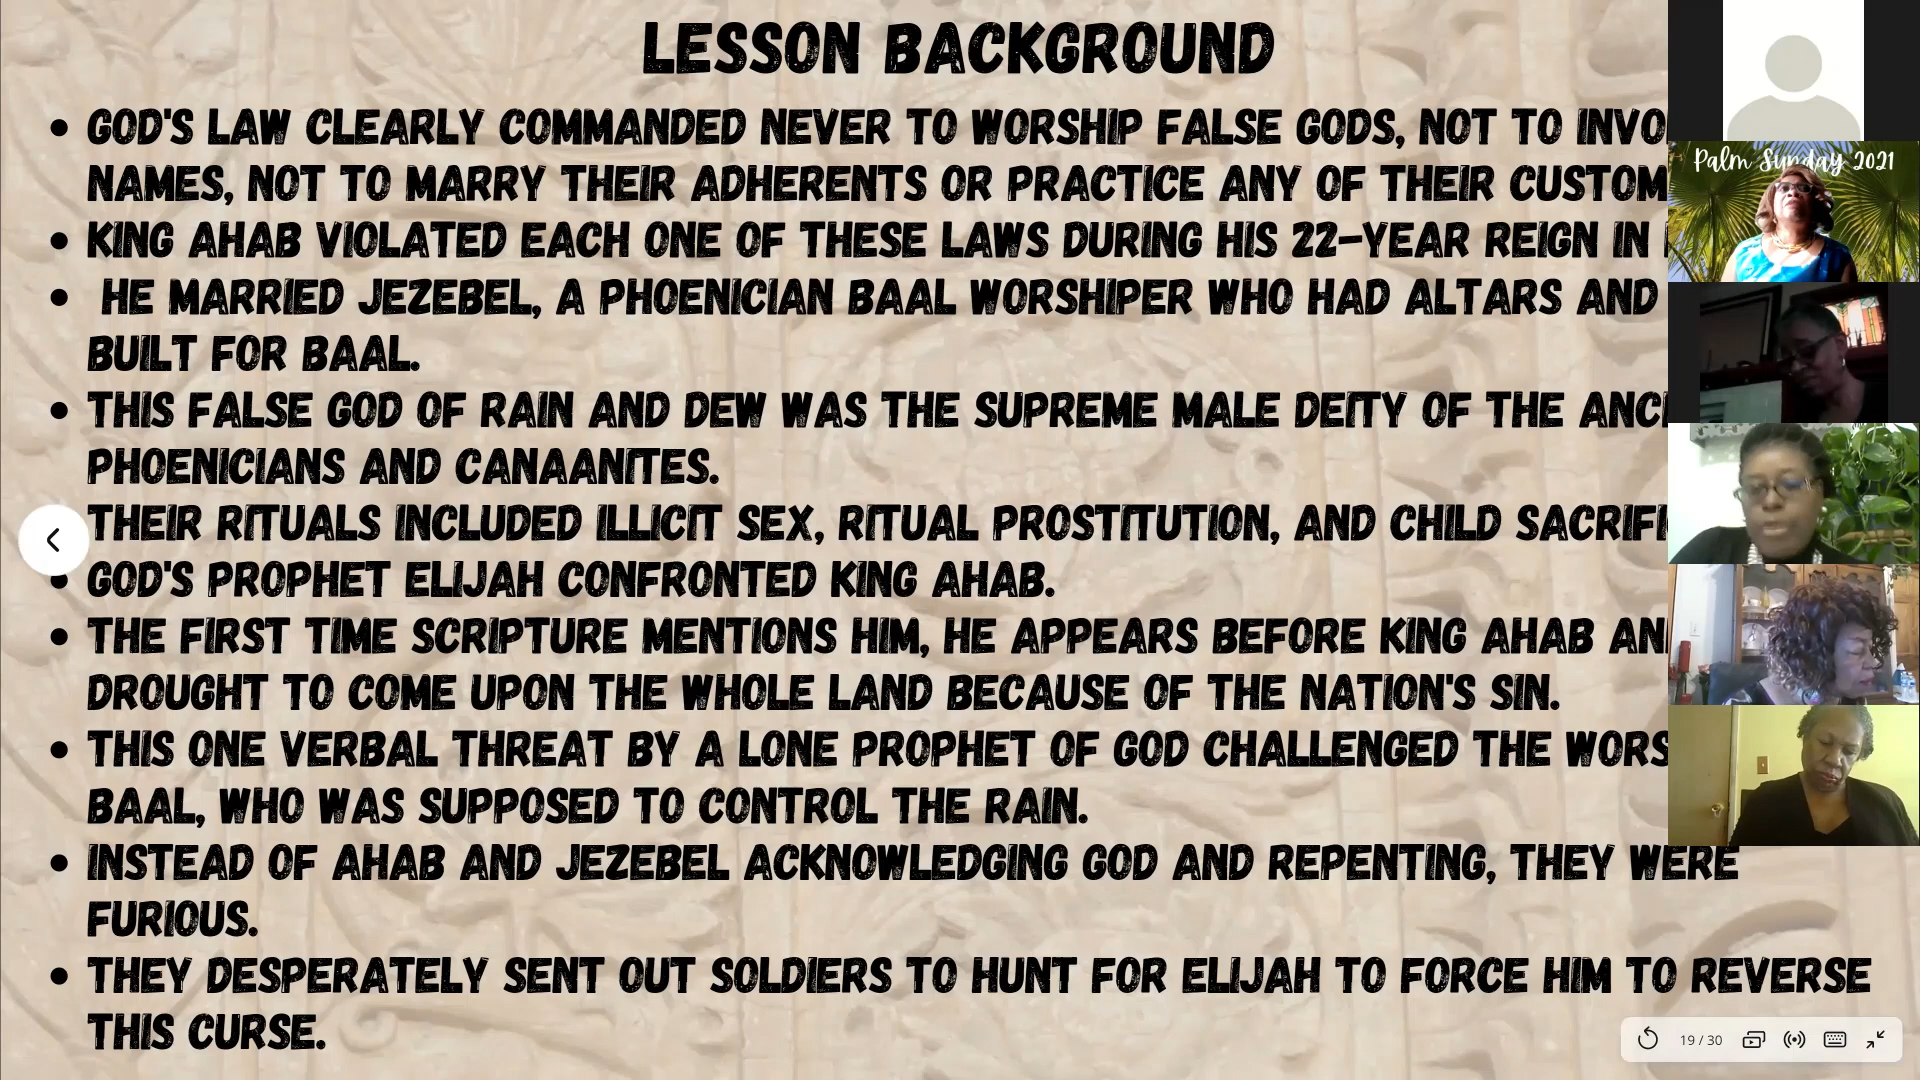 LESSON BACKGROUND
GOD'S LAW CLEARLY COMMANDED NEVER TO WORSHIP FALSE GODS, NOT TO
NAMES, NOT TO MARRY THEIR ADHERENTS OR PRACTICE ANY OF THEIR
KING AHAB VIOLATED EACH ONE OF THESE LAWS DURING HIS 22-YEAR REIGN IN
HE MARRIED JEZEBEL, A PHOENICIAN BAAL WORSHIPER WHO HAD ALTARS AND
BUILT FOR BAAL.
THIS FALSE GOD OF RAIN AND DEW WAS THE SUPREME MALE DEITY OF THE
PHOENICIANS AND CANAANITES.
THEIR RITUALS INCLUDED ILLICIT SEX, RITUAL PROSTITUTION, AND CHILD
GOD'S PROPHET ELIJAH CONFRONTED KING AHAB.
THE FIRST TIME SCRIPTURE MENTIONS HIM, HE APPEARS BEFORE KING AHAB
DROUGHT TO COME UPON THE WHOLE LAND BECAUSE OF THE NATION'S SIN.
THIS ONE VERBAL THREAT BY A LONE PROPHET OF GOD CHALLENGED THE
BAAL, WHO WAS SUPPOSED TO CONTROL THE RAIN.
INSTEAD OF AHAB AND JEZEBEL ACKNOWLEDGING GOD AND REPENTING, THEY WERE
FURIOUS.
THEY DESPERATELY SENT OUT SOLDIERS TO HUNT FOR ELIJAH TO FORCE HIM TO REVERSE
THIS CURSE.
Palm Sunday 2021
19 / 30